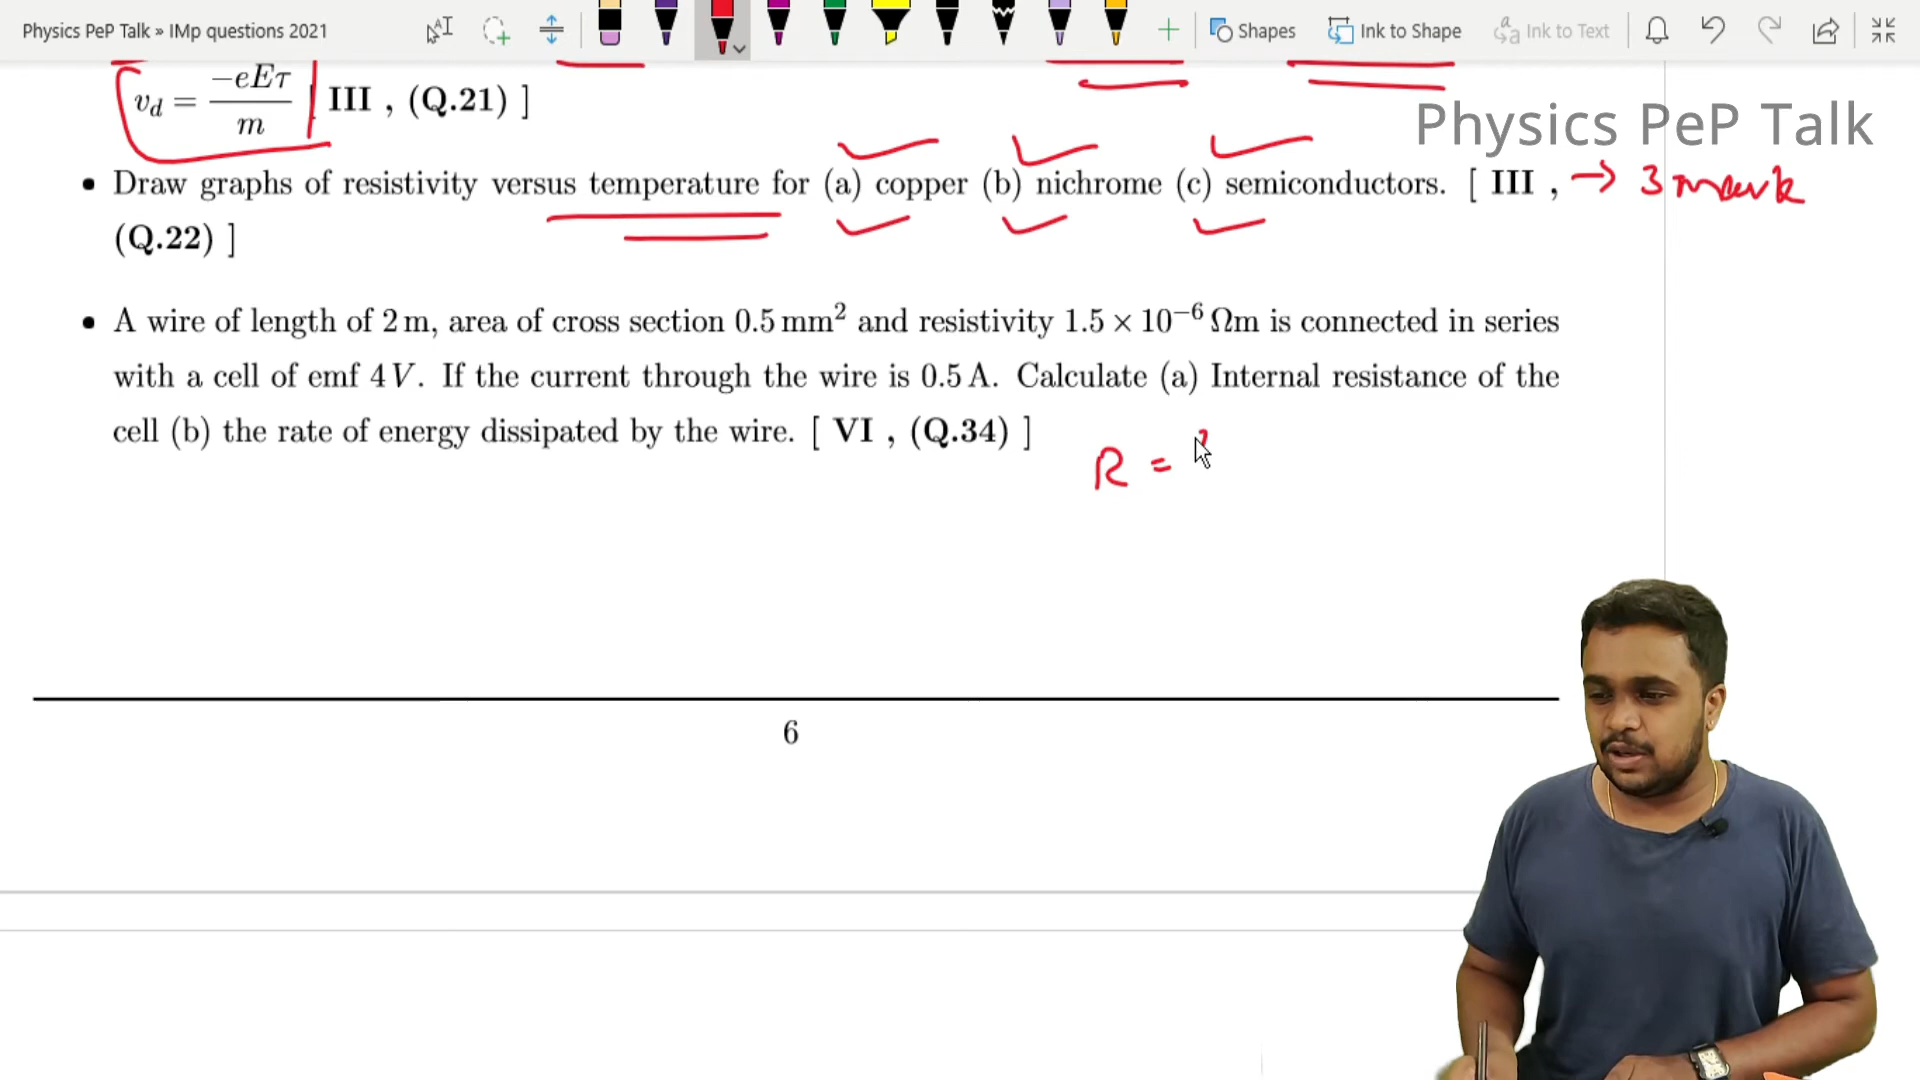 Physics PeP Talk » IMp questions 2021
Shapes
Ink to Shape
Ink to Text
v_d = −eEτ / m [ III , (Q.21) ]
Physics PeP Talk
• Draw graphs of resistivity versus temperature for (a) copper (b) nichrome (c) semiconductors. [ III , → 3 mark
(Q.22) ]
• A wire of length of 2 m, area of cross section 0.5 mm² and resistivity 1.5 × 10⁻⁶ Ωm is connected in series
with a cell of emf 4 V. If the current through the wire is 0.5 A. Calculate (a) Internal resistance of the
cell (b) the rate of energy dissipated by the wire. [ VI , (Q.34) ]
R =
6